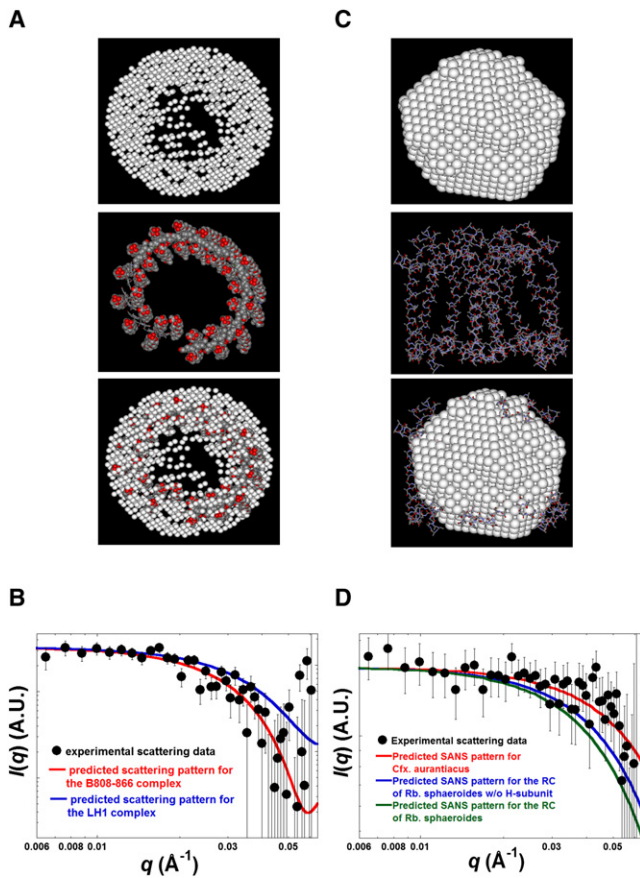 A
C
B
I(q) (A.U.)
experimental scattering data
predicted scattering pattern for
the B808-866 complex
predicted scattering pattern for
the LH1 complex
0.006 0.008 0.01 0.03 0.05
q (Å-1)
D
I(q) (A.U.)
Experimental scattering data
Predicted SANS pattern for
Cfx. aurantiacus
Predicted SANS pattern for the RC
of Rb. sphaeroides w/o H-subunit
Predicted SANS pattern for the RC
of Rb. sphaeroides
0.006 0.008 0.01 0.03 0.05
q (Å-1)